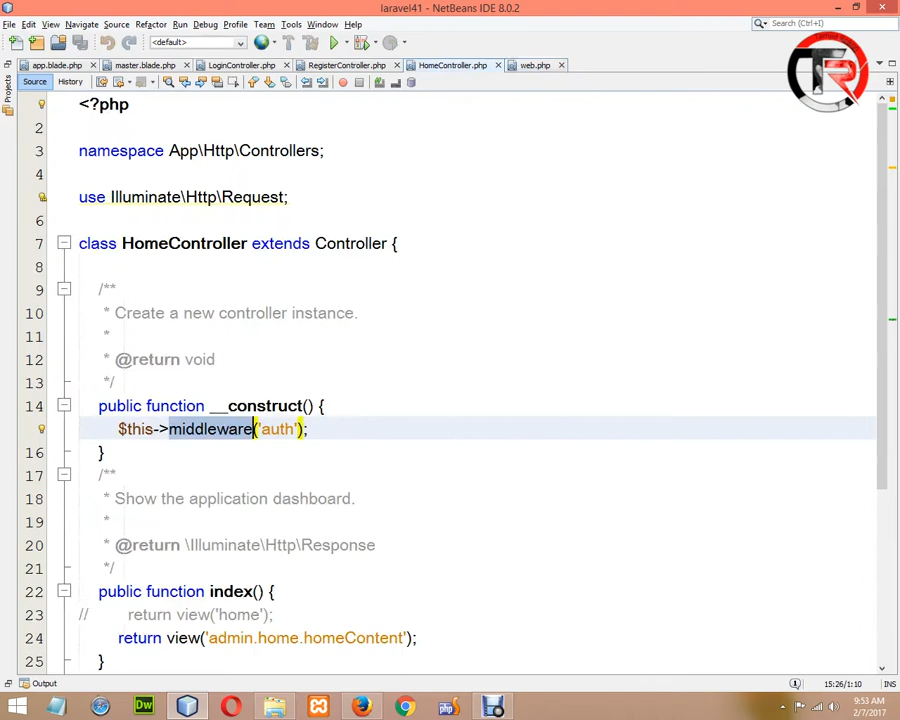 laravel41 - NetBeans IDE 8.0.2
File Edit View Navigate Source Refactor Run Debug Profile Team Tools Window Help
Search (Ctrl+I)
<default>
app.blade.php master.blade.php LoginController.php RegisterController.php HomeController.php web.php
Source History
Projects
<?php
2
3 namespace App\Http\Controllers;
4
use Illuminate\Http\Request;
6
7 class HomeController extends Controller {
8
9 /**
10 * Create a new controller instance.
11 *
12 * @return void
13 */
14 public function __construct() {
$this->middleware('auth');
16 }
17 /**
18 * Show the application dashboard.
19 *
20 * @return \Illuminate\Http\Response
21 */
22 public function index() {
23 // return view('home');
24 return view('admin.home.homeContent');
25 }
Output
15:26/1:10 INS
Dw
php
9:53 AM
2/7/2017